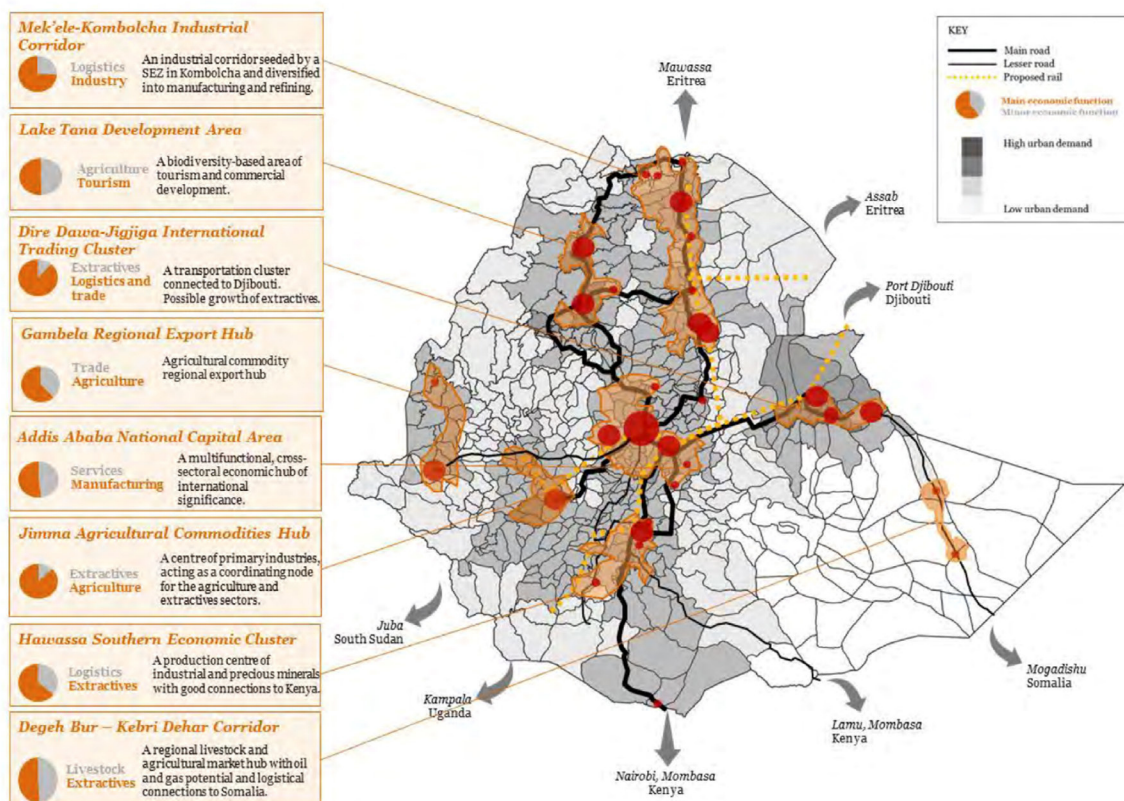 Mek'ele-Kombolcha Industrial
Corridor
Logistics
Industry
An industrial corridor seeded by a
SEZ in Kombolcha and diversified
into manufacturing and refining.
Lake Tana Development Area
Agriculture
Tourism
A biodiversity-based area of
tourism and commercial
development.
Dire Dawa-Jigjiga International
Trading Cluster
Extractives
Logistics and
trade
A transportation cluster
connected to Djibouti.
Possible growth of extractives.
Gambela Regional Export Hub
Trade
Agriculture
Agricultural commodity
regional export hub
Addis Ababa National Capital Area
Services
Manufacturing
A multifunctional, cross-
sectoral economic hub of
international
significance.
Jimma Agricultural Commodities Hub
Extractives
Agriculture
A centre of primary industries,
acting as a coordinating node
for the agriculture and
extractives sectors.
Hawassa Southern Economic Cluster
Logistics
Extractives
A production centre of
industrial and precious minerals
with good connections to Kenya.
Degeh Bur – Kebri Dehar Corridor
Livestock
Extractives
A regional livestock and
agricultural market hub with oil
and gas potential and logistical
connections to Somalia.
Mawassa
Eritrea
Assab
Eritrea
Port Djibouti
Djibouti
Mogadishu
Somalia
Lamu, Mombasa
Kenya
Nairobi, Mombasa
Kenya
Kampala
Uganda
Juba
South Sudan
KEY
Main road
Lesser road
Proposed rail
Main economic function
Minor economic function
High urban demand
Low urban demand